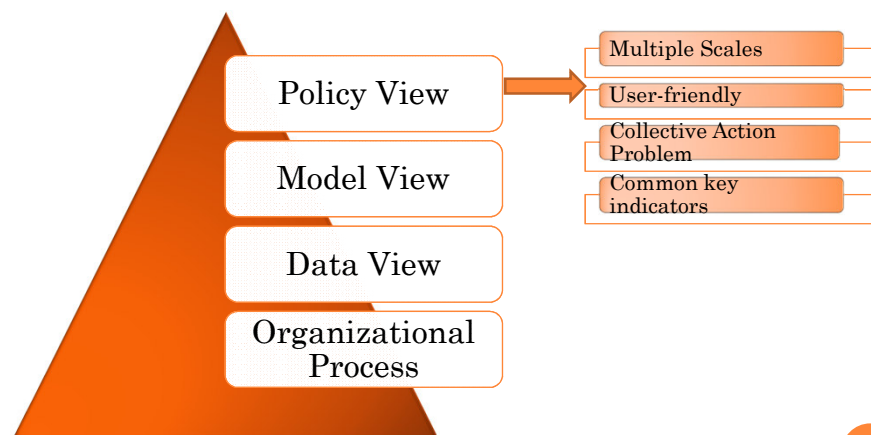 Policy View
Model View
Data View
Organizational
Process
Multiple Scales
User-friendly
Collective Action
Problem
Common key
indicators